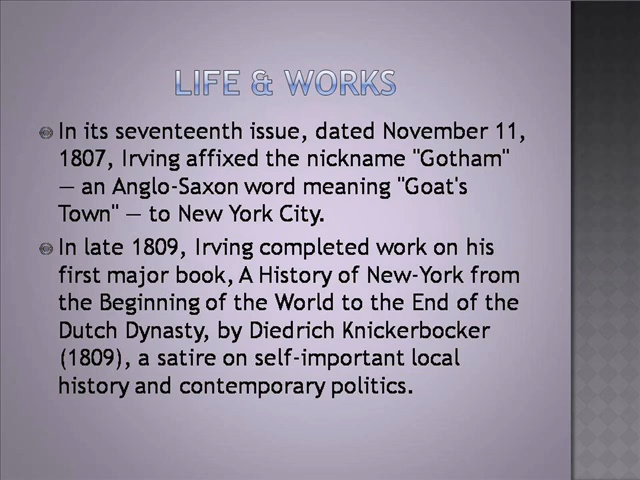 LIFE & WORKS
In its seventeenth issue, dated November 11,
1807, Irving affixed the nickname "Gotham"
— an Anglo-Saxon word meaning "Goat's
Town" — to New York City.
In late 1809, Irving completed work on his
first major book, A History of New-York from
the Beginning of the World to the End of the
Dutch Dynasty, by Diedrich Knickerbocker
(1809), a satire on self-important local
history and contemporary politics.